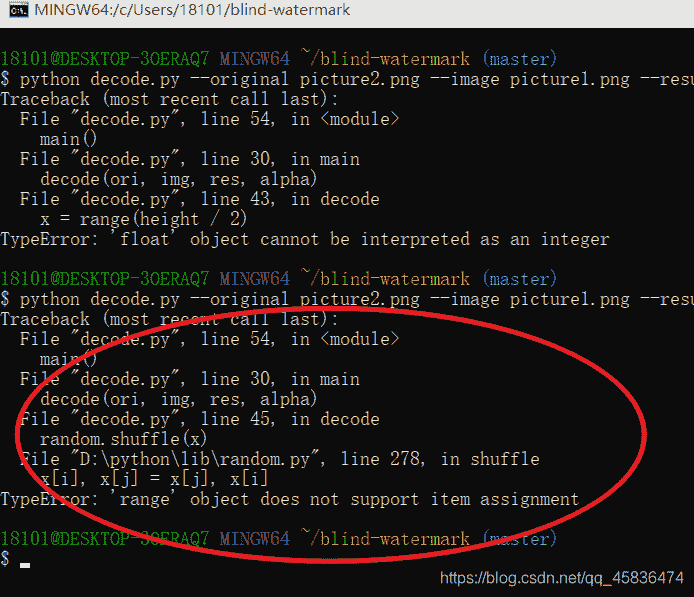 MINGW64:/c/Users/18101/blind-watermark
18101@DESKTOP-3OERAQ7 MINGW64 ~/blind-watermark (master)
$ python decode.py --original picture2.png --image picture1.png --resu
Traceback (most recent call last):
  File "decode.py", line 54, in <module>
    main()
  File "decode.py", line 30, in main
    decode(ori, img, res, alpha)
  File "decode.py", line 43, in decode
    x = range(height / 2)
TypeError: 'float' object cannot be interpreted as an integer
18101@DESKTOP-3OERAQ7 MINGW64 ~/blind-watermark (master)
$ python decode.py --original picture2.png --image picture1.png --resu
Traceback (most recent call last):
  File "decode.py", line 54, in <module>
    main()
  File "decode.py", line 30, in main
    decode(ori, img, res, alpha)
  File "decode.py", line 45, in decode
    random.shuffle(x)
  File "D:\python\lib\random.py", line 278, in shuffle
    x[i], x[j] = x[j], x[i]
TypeError: 'range' object does not support item assignment
18101@DESKTOP-3OERAQ7 MINGW64 ~/blind-watermark (master)
$
https://blog.csdn.net/qq_45836474